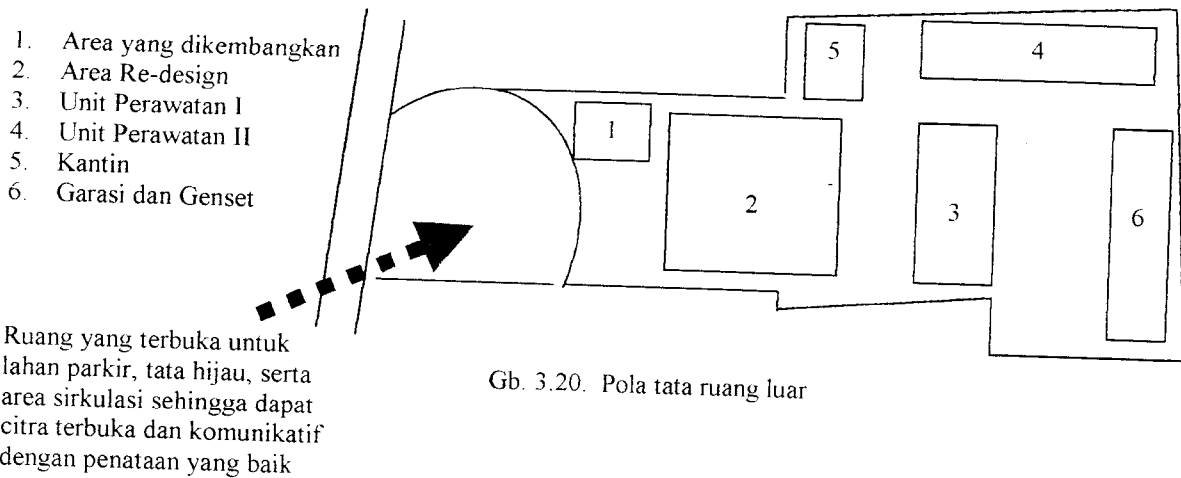 1. Area yang dikembangkan
2. Area Re-design
3. Unit Perawatan I
4. Unit Perawatan II
5. Kantin
6. Garasi dan Genset
5
4
1
2
3
6
Ruang yang terbuka untuk
lahan parkir, tata hijau, serta
area sirkulasi sehingga dapat
citra terbuka dan komunikatif
dengan penataan yang baik
Gb. 3.20. Pola tata ruang luar